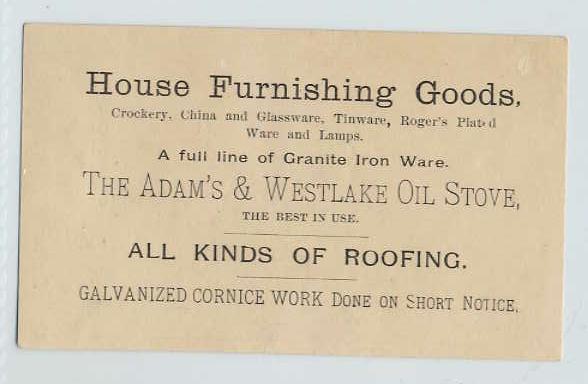 House Furnishing Goods,
Crockery, China and Glassware, Tinware, Roger's Plated
Ware and Lamps.
A full line of Granite Iron Ware.
THE ADAM'S & WESTLAKE OIL STOVE,
THE BEST IN USE.
ALL KINDS OF ROOFING.
GALVANIZED CORNICE WORK DONE ON SHORT NOTICE.